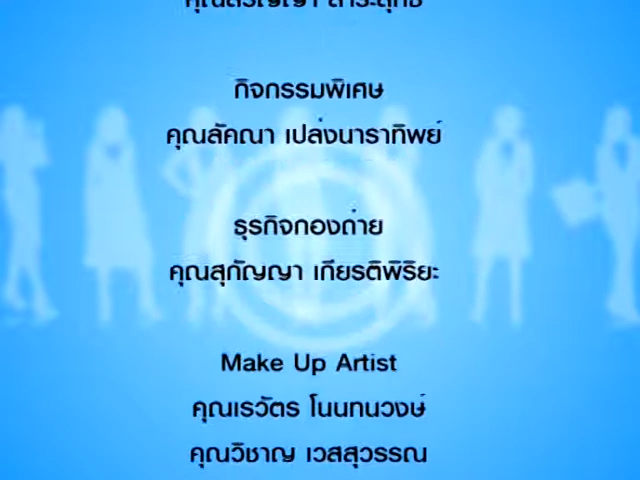 กิจกรรมพิเศษ
คุณลัคณา เปล่งนาราทิพย์
ธุรกิจกองถ่าย
คุณสุกัญญา เกียรติพิริยะ
Make Up Artist
คุณเรวัตร โนนทนวงษ์
คุณวิชาญ เวสสุวรรณ